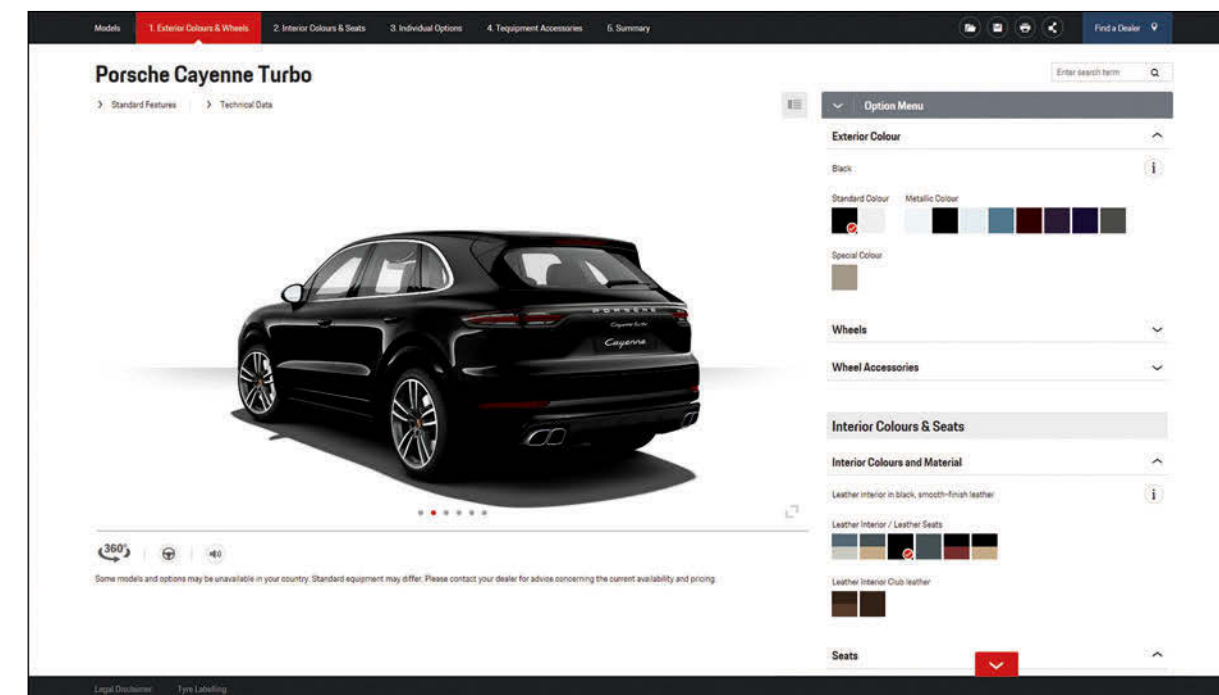 Models 1. Exterior Colours & Wheels 2. Interior Colours & Seats 3. Individual Options 4. Tequipment Accessories 5. Summary Find a Dealer
Porsche Cayenne Turbo
Enter search term
Standard Features Technical Data
Option Menu
Exterior Colour
Black
i
Standard Colour Metallic Colour
Special Colour
PORSCHE
Cayenne Turbo
Cayenne
Wheels
Wheel Accessories
Interior Colours & Seats
Interior Colours and Material
Leather interior in black, smooth-finish leather
i
Leather Interior / Leather Seats
360°
Some models and options may be unavailable in your country. Standard equipment may differ. Please contact your dealer for advice concerning the current availability and pricing.
Leather Interior Club leather
Seats
Legal Disclaimer Tyre Labelling